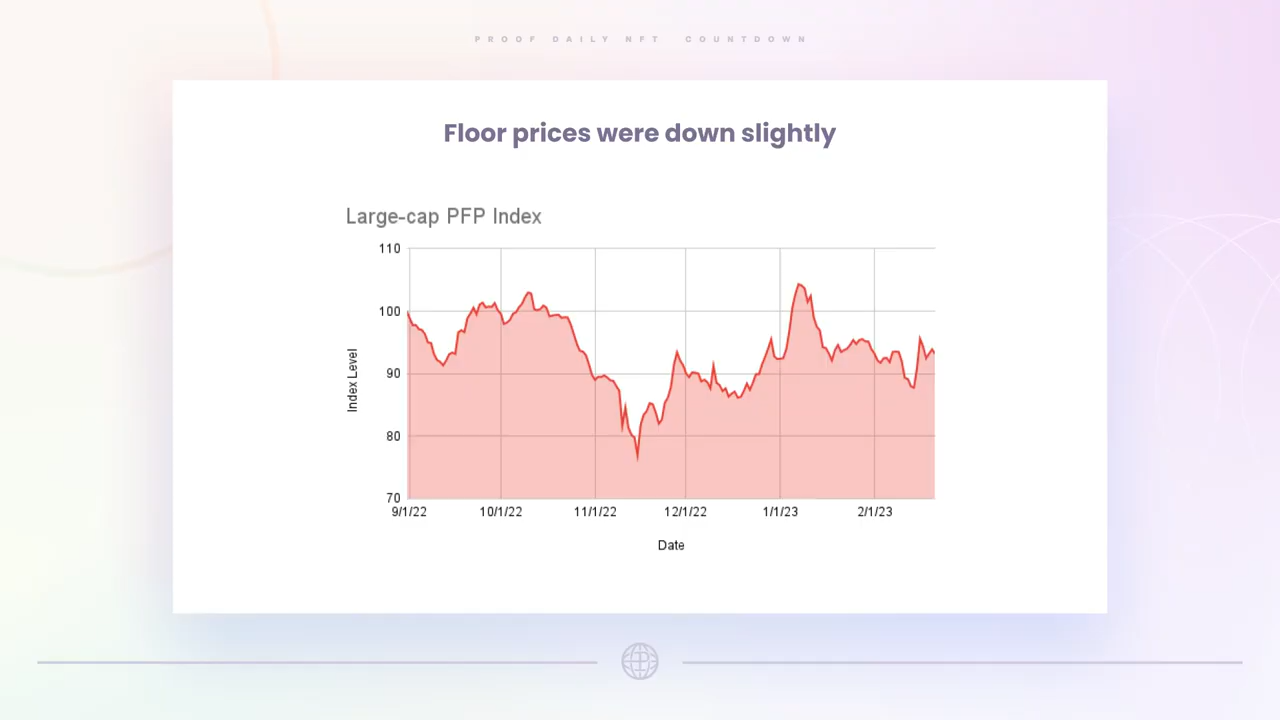 PROOF DAILY NFT COUNTDOWN
Floor prices were down slightly
Large-cap PFP Index
110
100
90
80
70
Index Level
9/1/22 10/1/22 11/1/22 12/1/22 1/1/23 2/1/23
Date